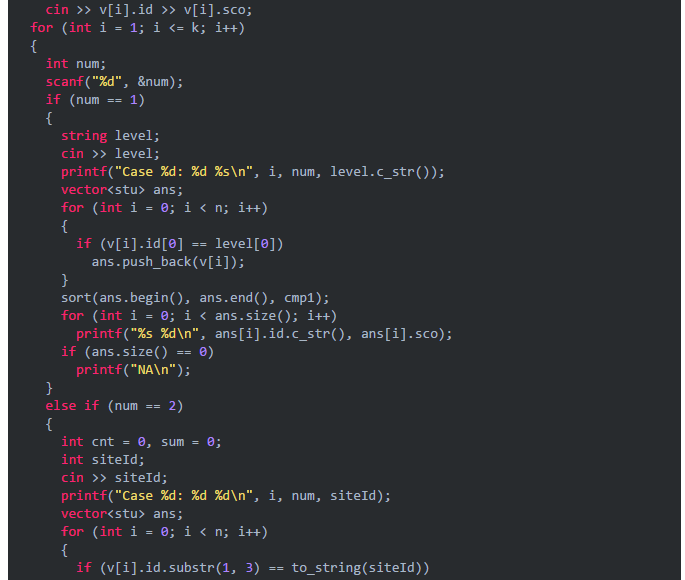 cin >> v[i].id >> v[i].sco;
for (int i = 1; i <= k; i++)
{
int num;
scanf("%d", &num);
if (num == 1)
{
string level;
cin >> level;
printf("Case %d: %d %s\n", i, num, level.c_str());
vector<stu> ans;
for (int i = 0; i < n; i++)
{
if (v[i].id[0] == level[0])
ans.push_back(v[i]);
}
sort(ans.begin(), ans.end(), cmp1);
for (int i = 0; i < ans.size(); i++)
printf("%s %d\n", ans[i].id.c_str(), ans[i].sco);
if (ans.size() == 0)
printf("NA\n");
}
else if (num == 2)
{
int cnt = 0, sum = 0;
int siteId;
cin >> siteId;
printf("Case %d: %d %d\n", i, num, siteId);
vector<stu> ans;
for (int i = 0; i < n; i++)
{
if (v[i].id.substr(1, 3) == to_string(siteId))